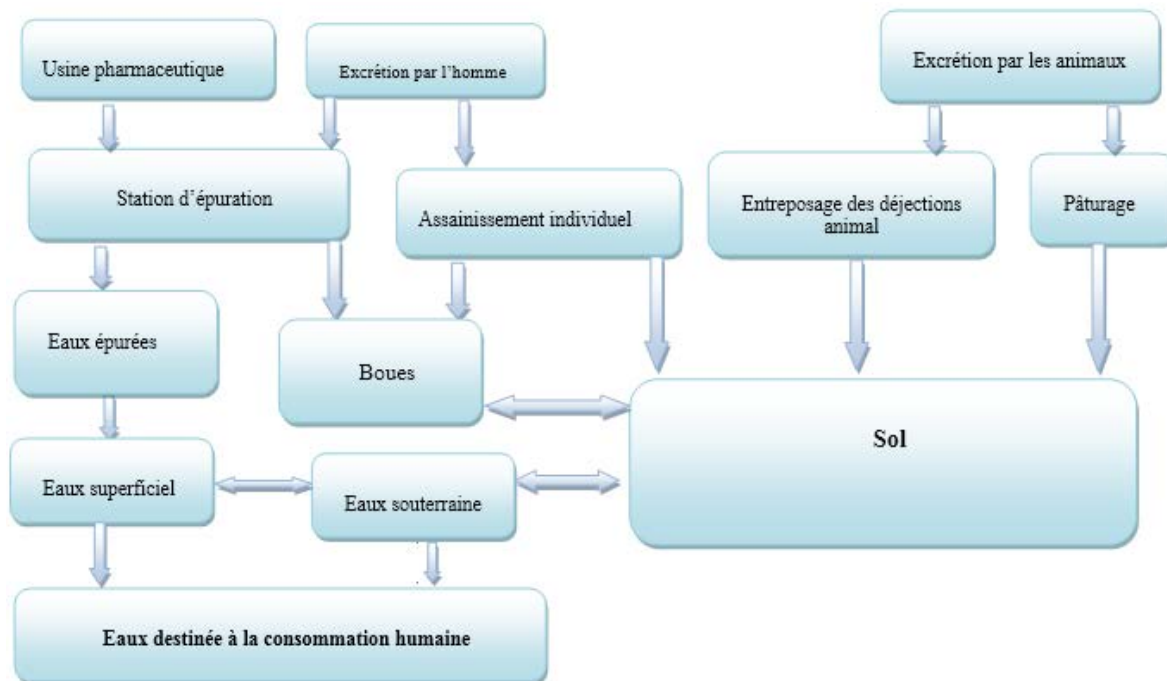 Usine pharmaceutique
Excrétion par l'homme
Excrétion par les animaux
Station d'épuration
Assainissement individuel
Entreposage des déjections
animal
Pâturage
Eaux épurées
Boues
Sol
Eaux superficiel
Eaux souterraine
Eaux destinée à la consommation humaine